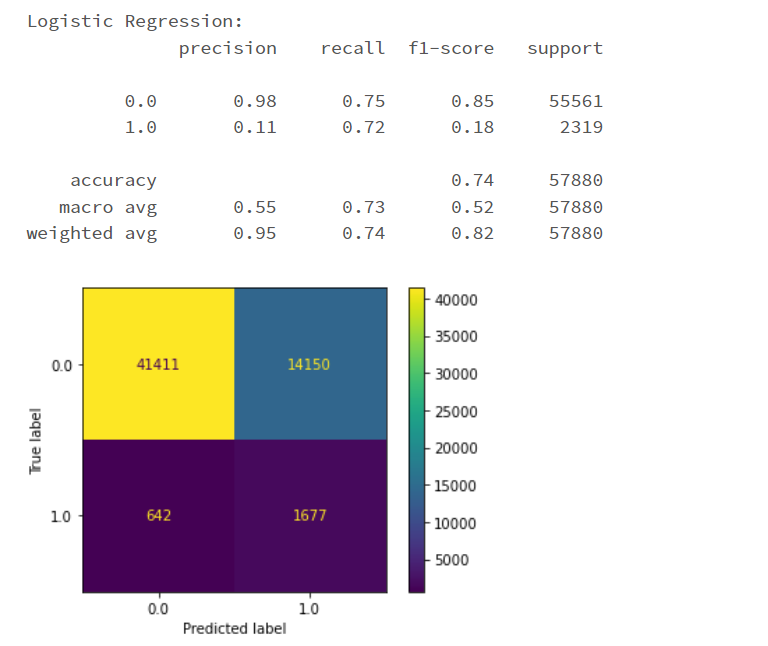 Logistic Regression:
precision recall f1-score support
0.0 0.98 0.75 0.85 55561
1.0 0.11 0.72 0.18 2319
accuracy 0.74 57880
macro avg 0.55 0.73 0.52 57880
weighted avg 0.95 0.74 0.82 57880
40000
35000
0.0 41411 14150
30000
25000
True label
20000
15000
1.0 642 1677
10000
5000
0.0 1.0
Predicted label